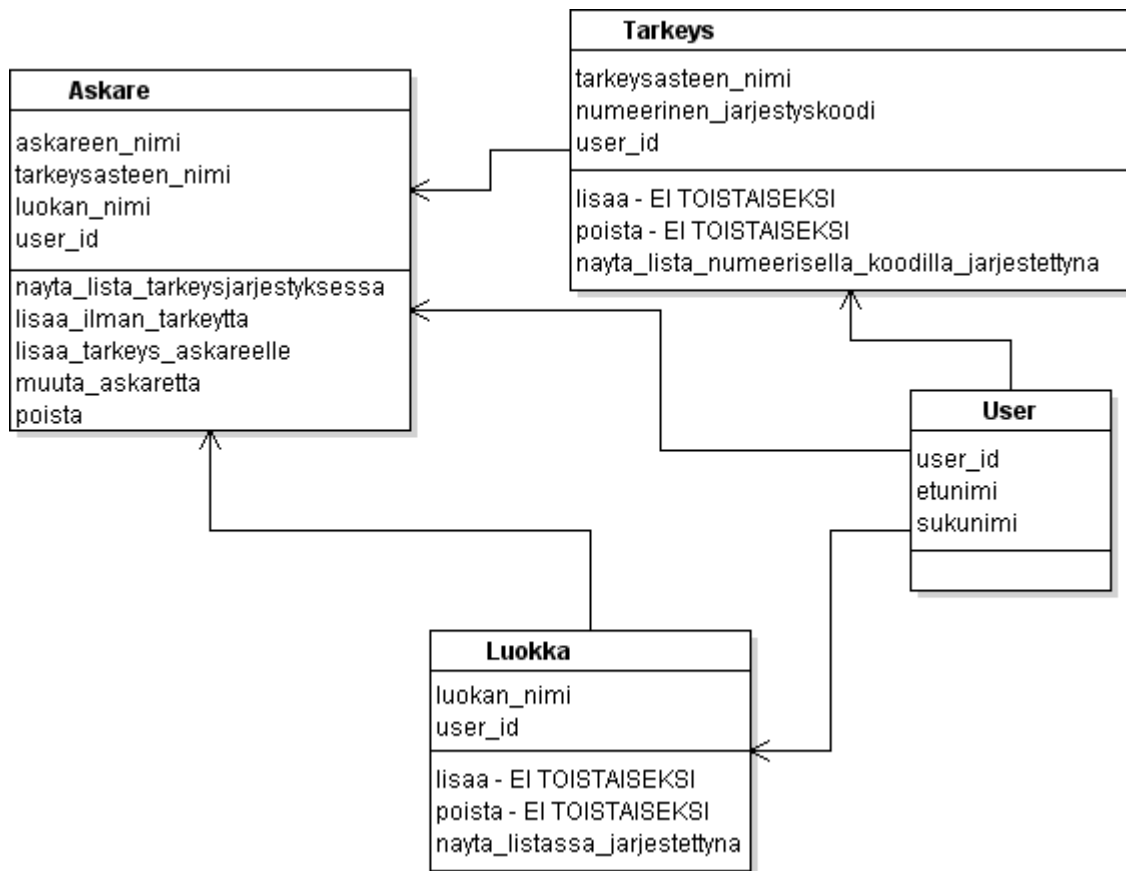 Askare
askareen_nimi
tarkeysasteen_nimi
luokan_nimi
user_id
nayta_lista_tarkeysjarjestyksessa
lisaa_ilman_tarkeytta
lisaa_tarkeys_askareelle
muuta_askaretta
poista
Tarkeys
tarkeysasteen_nimi
numeerinen_jarjestyskoodi
user_id
lisaa - EI TOISTAISEKSI
poista - EI TOISTAISEKSI
nayta_lista_numeerisella_koodilla_jarjestettyna
User
user_id
etunimi
sukunimi
Luokka
luokan_nimi
user_id
lisaa - EI TOISTAISEKSI
poista - EI TOISTAISEKSI
nayta_listassa_jarjestettyna